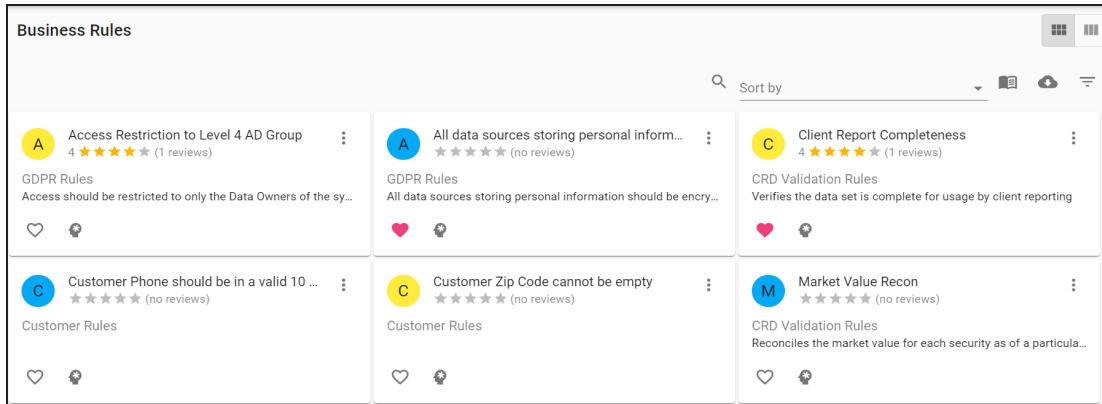 Business Rules
Sort by
A
Access Restriction to Level 4 AD Group
4 (1 reviews)
GDPR Rules
Access should be restricted to only the Data Owners of the sy...
A
All data sources storing personal inform...
(no reviews)
GDPR Rules
All data sources storing personal information should be encry...
C
Client Report Completeness
4 (1 reviews)
CRD Validation Rules
Verifies the data set is complete for usage by client reporting
C
Customer Phone should be in a valid 10 ...
(no reviews)
Customer Rules
C
Customer Zip Code cannot be empty
(no reviews)
Customer Rules
M
Market Value Recon
(no reviews)
CRD Validation Rules
Reconciles the market value for each security as of a particula...